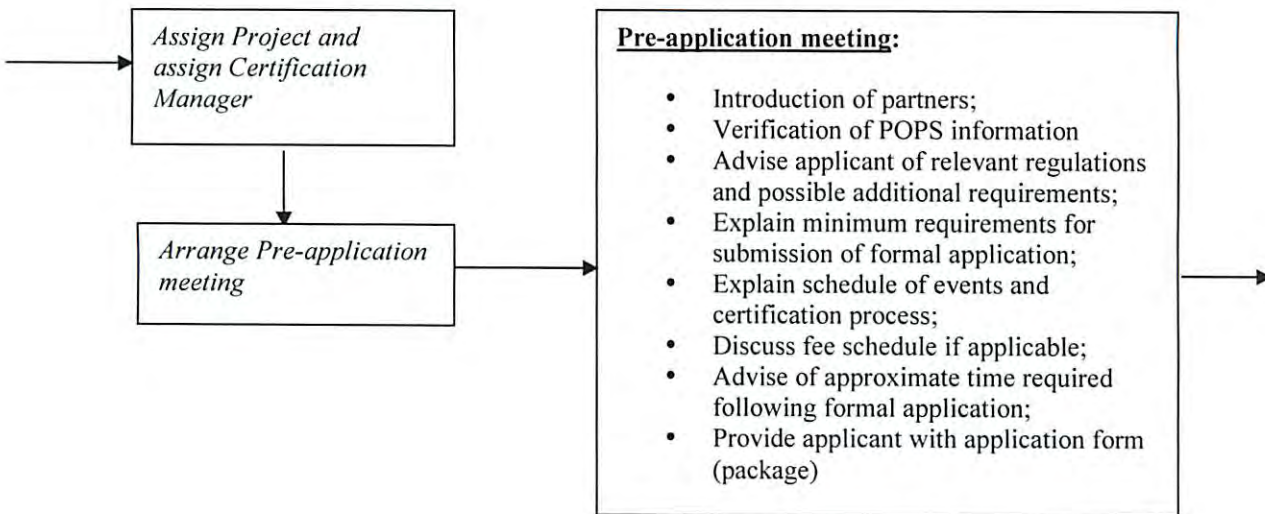 Assign Project and
assign Certification
Manager
Arrange Pre-application
meeting
Pre-application meeting:
• Introduction of partners;
• Verification of POPS information
• Advise applicant of relevant regulations
and possible additional requirements;
• Explain minimum requirements for
submission of formal application;
• Explain schedule of events and
certification process;
• Discuss fee schedule if applicable;
• Advise of approximate time required
following formal application;
• Provide applicant with application form
(package)